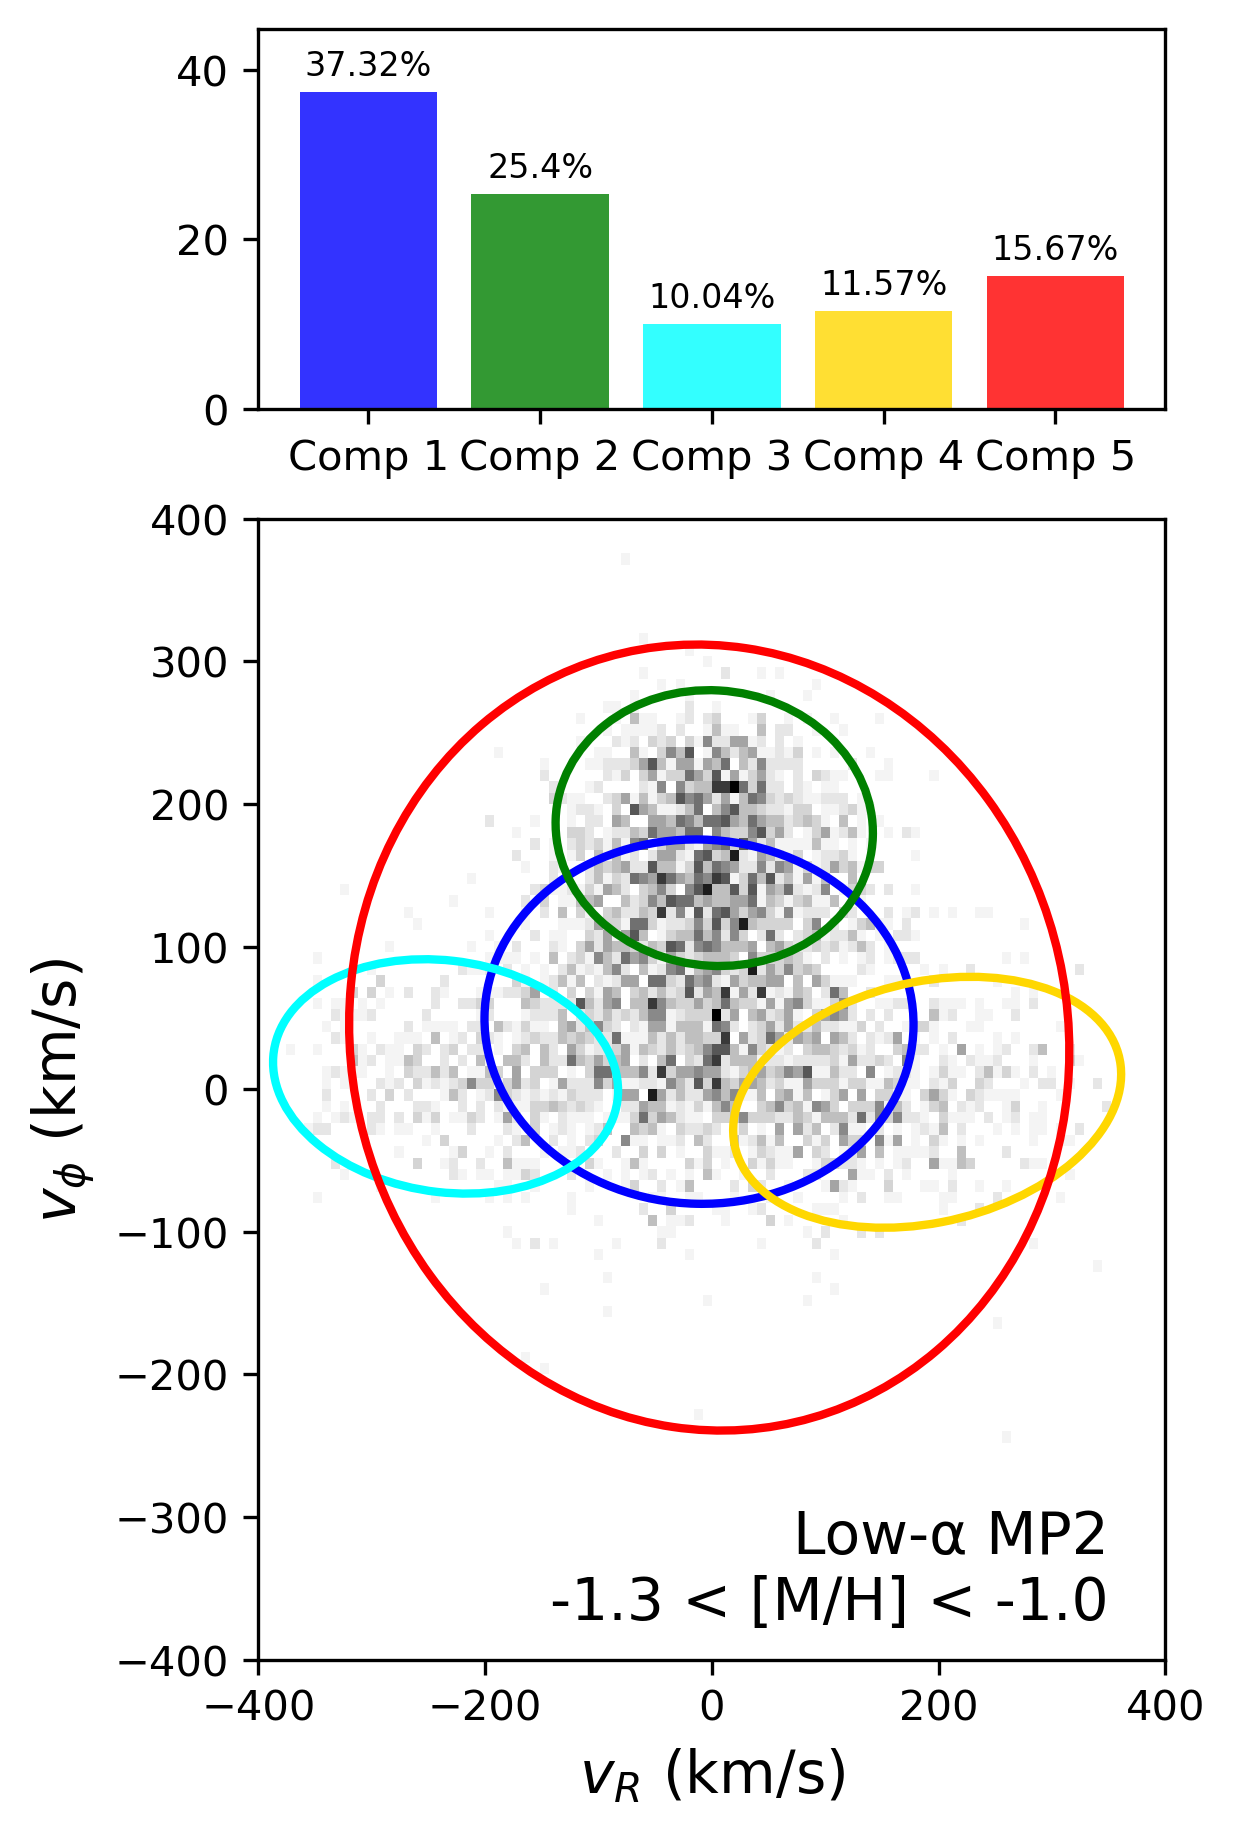 40
20
0
37.32%
25.4%
10.04%
11.57%
15.67%
Comp 1 Comp 2 Comp 3 Comp 4 Comp 5
400
300
200
100
0
−100
−200
−300
−400
v_ϕ (km/s)
Low-α MP2
-1.3 < [M/H] < -1.0
−400 −200 0 200 400
v_R (km/s)